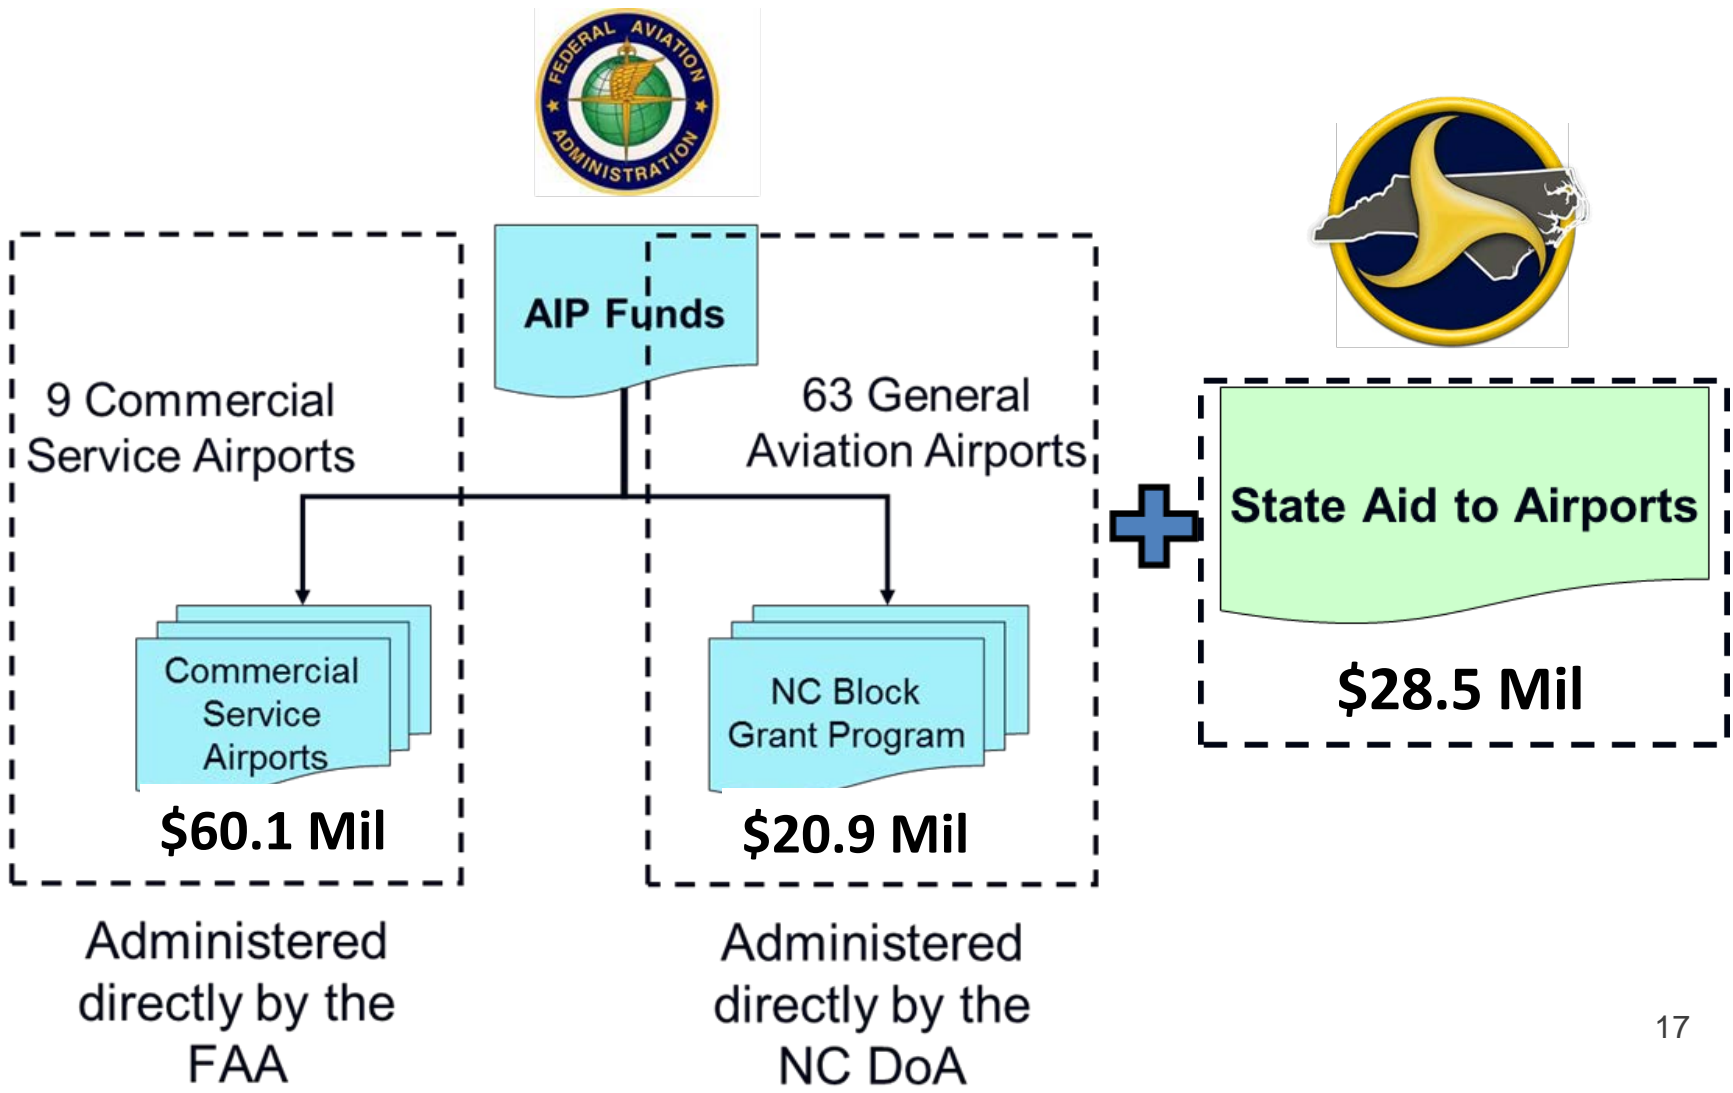 FEDERAL AVIATION
ADMINISTRATION
AIP Funds
9 Commercial
Service Airports
63 General
Aviation Airports
State Aid to Airports
$28.5 Mil
Commercial
Service
Airports
$60.1 Mil
NC Block
Grant Program
$20.9 Mil
Administered
directly by the
FAA
Administered
directly by the
NC DoA
17